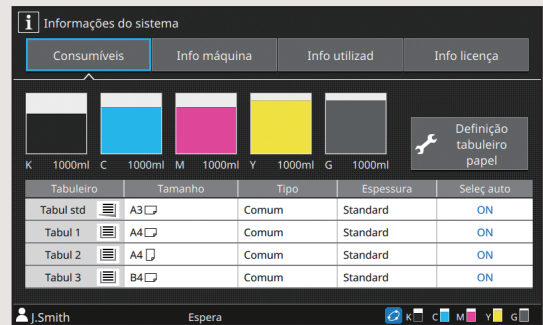 i Informações do sistema
Consumíveis Info máquina Info utilizad Info licença
K 1000ml C 1000ml M 1000ml Y 1000ml G 1000ml
Definição
tabuleiro
papel
Tabuleiro Tamanho Tipo Espessura Seleç auto
Tabul std A3 Comum Standard ON
Tabul 1 A4 Comum Standard ON
Tabul 2 A4 Comum Standard ON
Tabul 3 B4 Comum Standard ON
J.Smith Espera K C M Y G